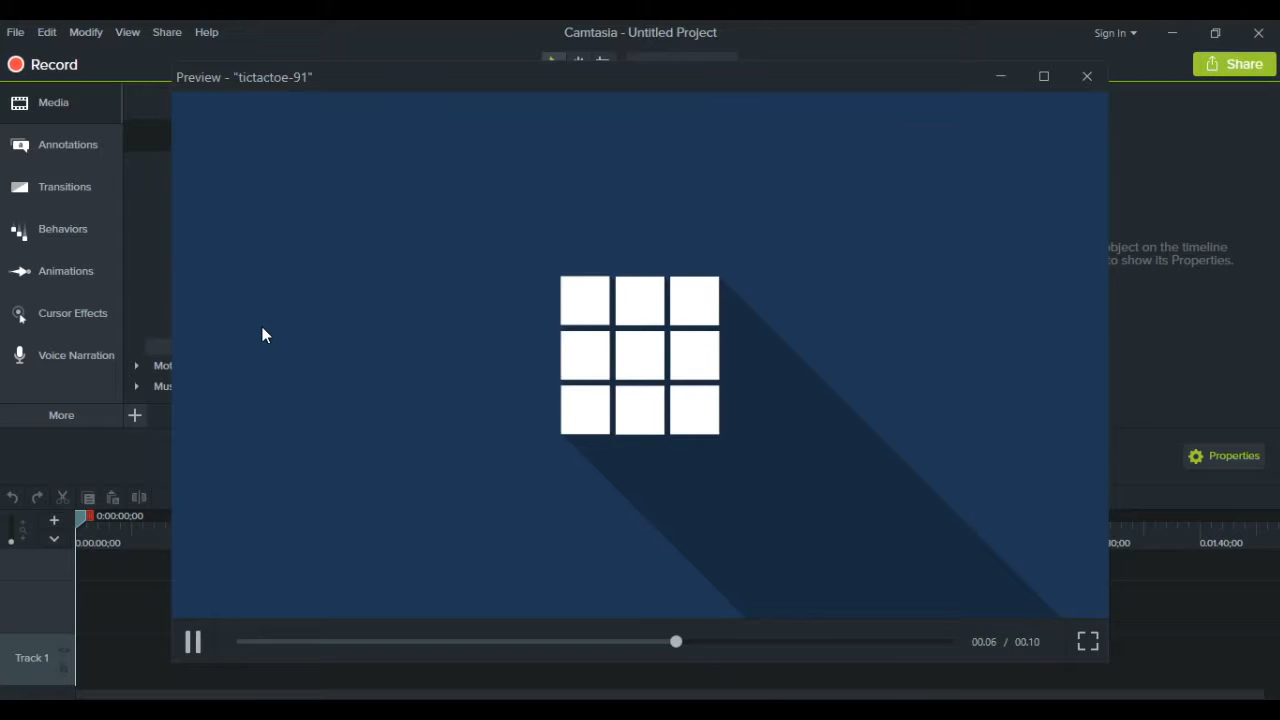 File Edit Modify View Share Help
Camtasia - Untitled Project
Sign In
Record
Share
Preview - "tictactoe-91"
Media
Annotations
Transitions
Behaviors
Animations
Cursor Effects
Voice Narration
More
object on the timeline
to show its Properties.
Properties
00.06 / 00.10
0:00:00;00
0.00.00;00
0.01.40;00
Track 1